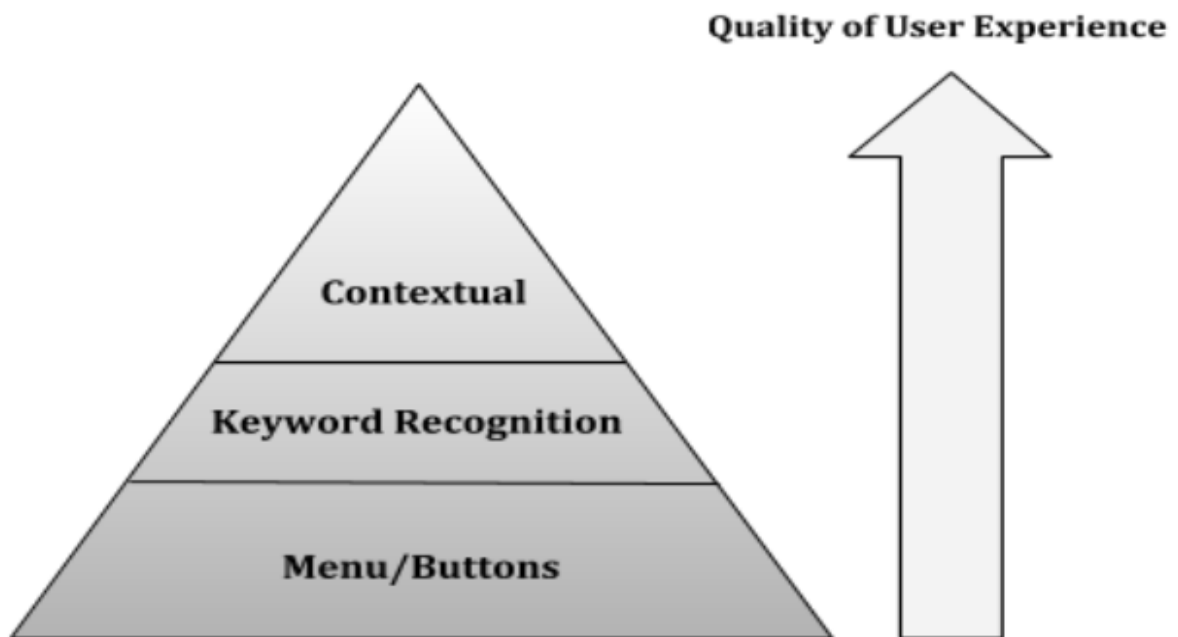 Quality of User Experience
Contextual
Keyword Recognition
Menu/Buttons